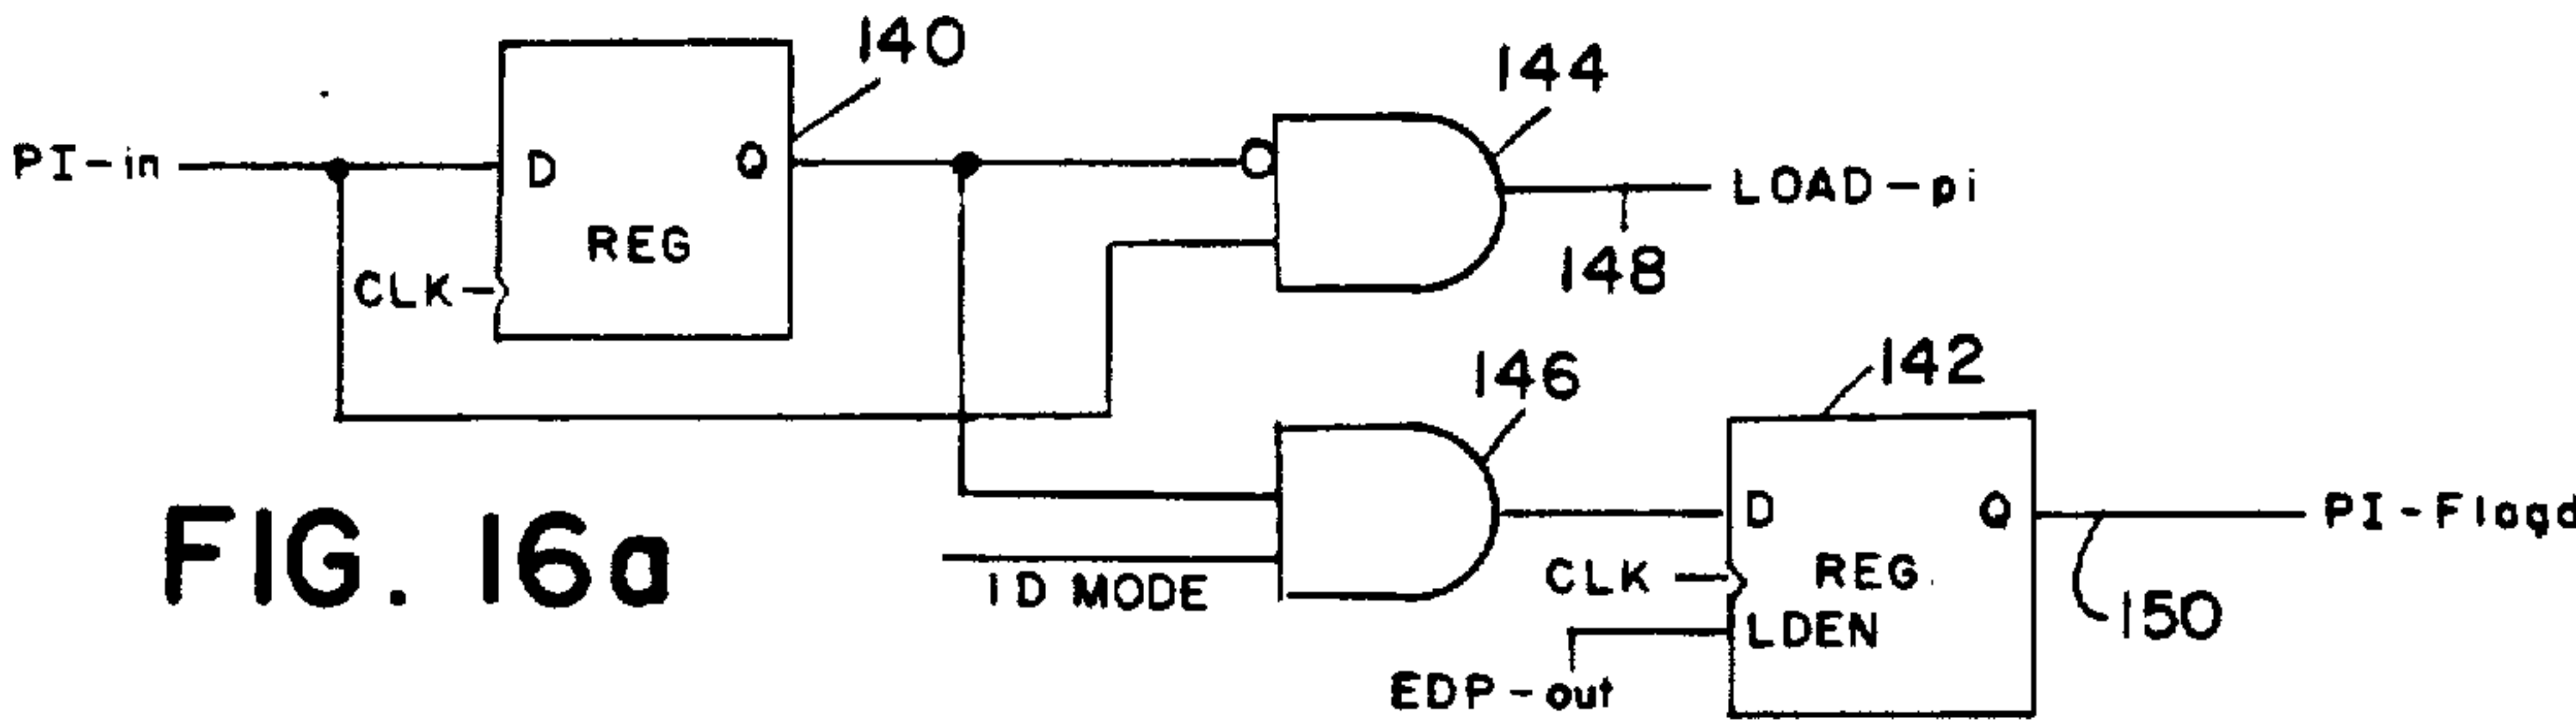 140
144
PI-in
D
Q
REG
CLK
LOAD-pi
148
146
142
FIG. 16a
ID MODE
D
Q
CLK
REG
LDEN
EDP-out
PI-Flagd
150